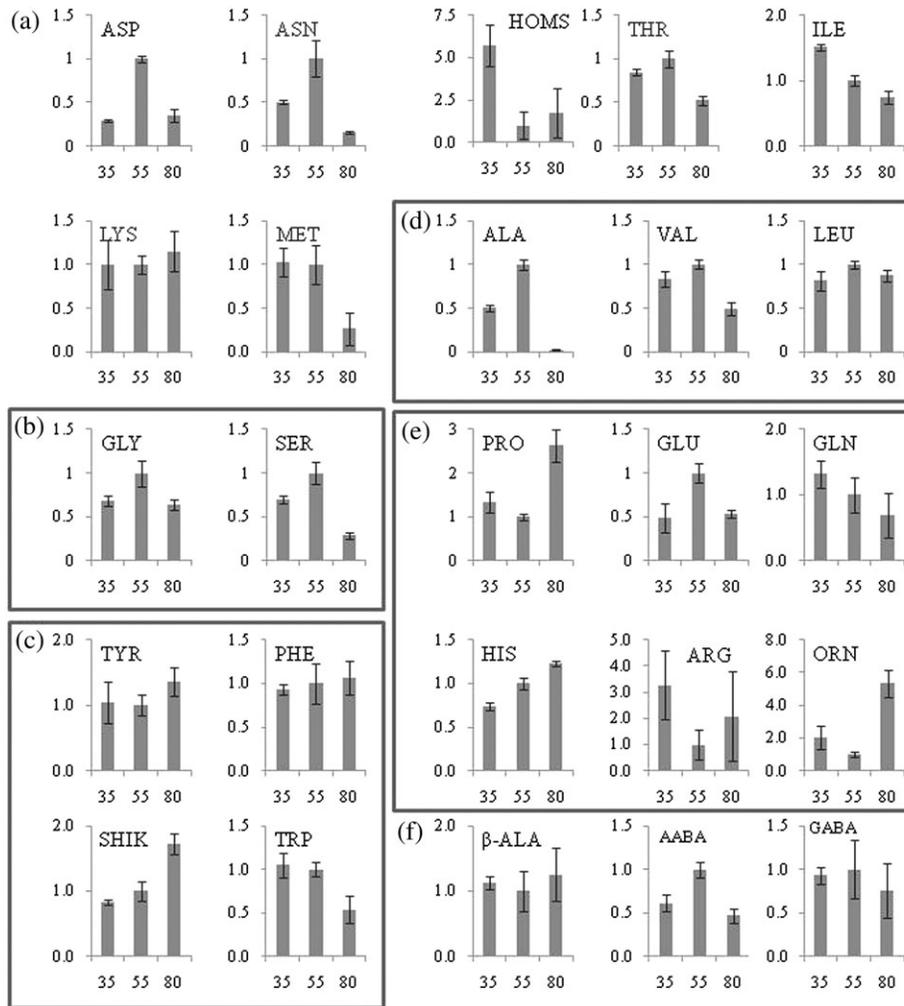 (a)
ASP
1.5
1
0.5
0
35 55 80
ASN
1.5
1
0.5
0
35 55 80
HOMS
7.5
5.0
2.5
0.0
35 55 80
THR
1.5
1
0.5
0
35 55 80
ILE
2.0
1.0
0.0
35 55 80
LYS
1.5
1.0
0.5
0.0
35 55 80
MET
1.5
1.0
0.5
0.0
35 55 80
(d)
ALA
1.5
1
0.5
0
35 55 80
VAL
1.5
1
0.5
0
35 55 80
LEU
1.5
1
0.5
0
35 55 80
(b)
GLY
1.5
1
0.5
0
35 55 80
SER
1.5
1
0.5
0
35 55 80
(e)
PRO
3
2
1
0
35 55 80
GLU
1.5
1
0.5
0
35 55 80
GLN
2.0
1.0
0.0
35 55 80
HIS
1.5
1
0.5
0
35 55 80
ARG
5.0
4.0
3.0
2.0
1.0
0.0
35 55 80
ORN
8.0
6.0
4.0
2.0
0.0
35 55 80
(c)
TYR
2.0
1.0
0.0
35 55 80
PHE
1.5
1.0
0.5
0.0
35 55 80
SHIK
2.0
1.0
0.0
35 55 80
TRP
1.5
1.0
0.5
0.0
35 55 80
(f)
β-ALA
2.0
1.0
0.0
35 55 80
AABA
1.5
1
0.5
0.0
35 55 80
GABA
1.5
1
0.5
0.0
35 55 80